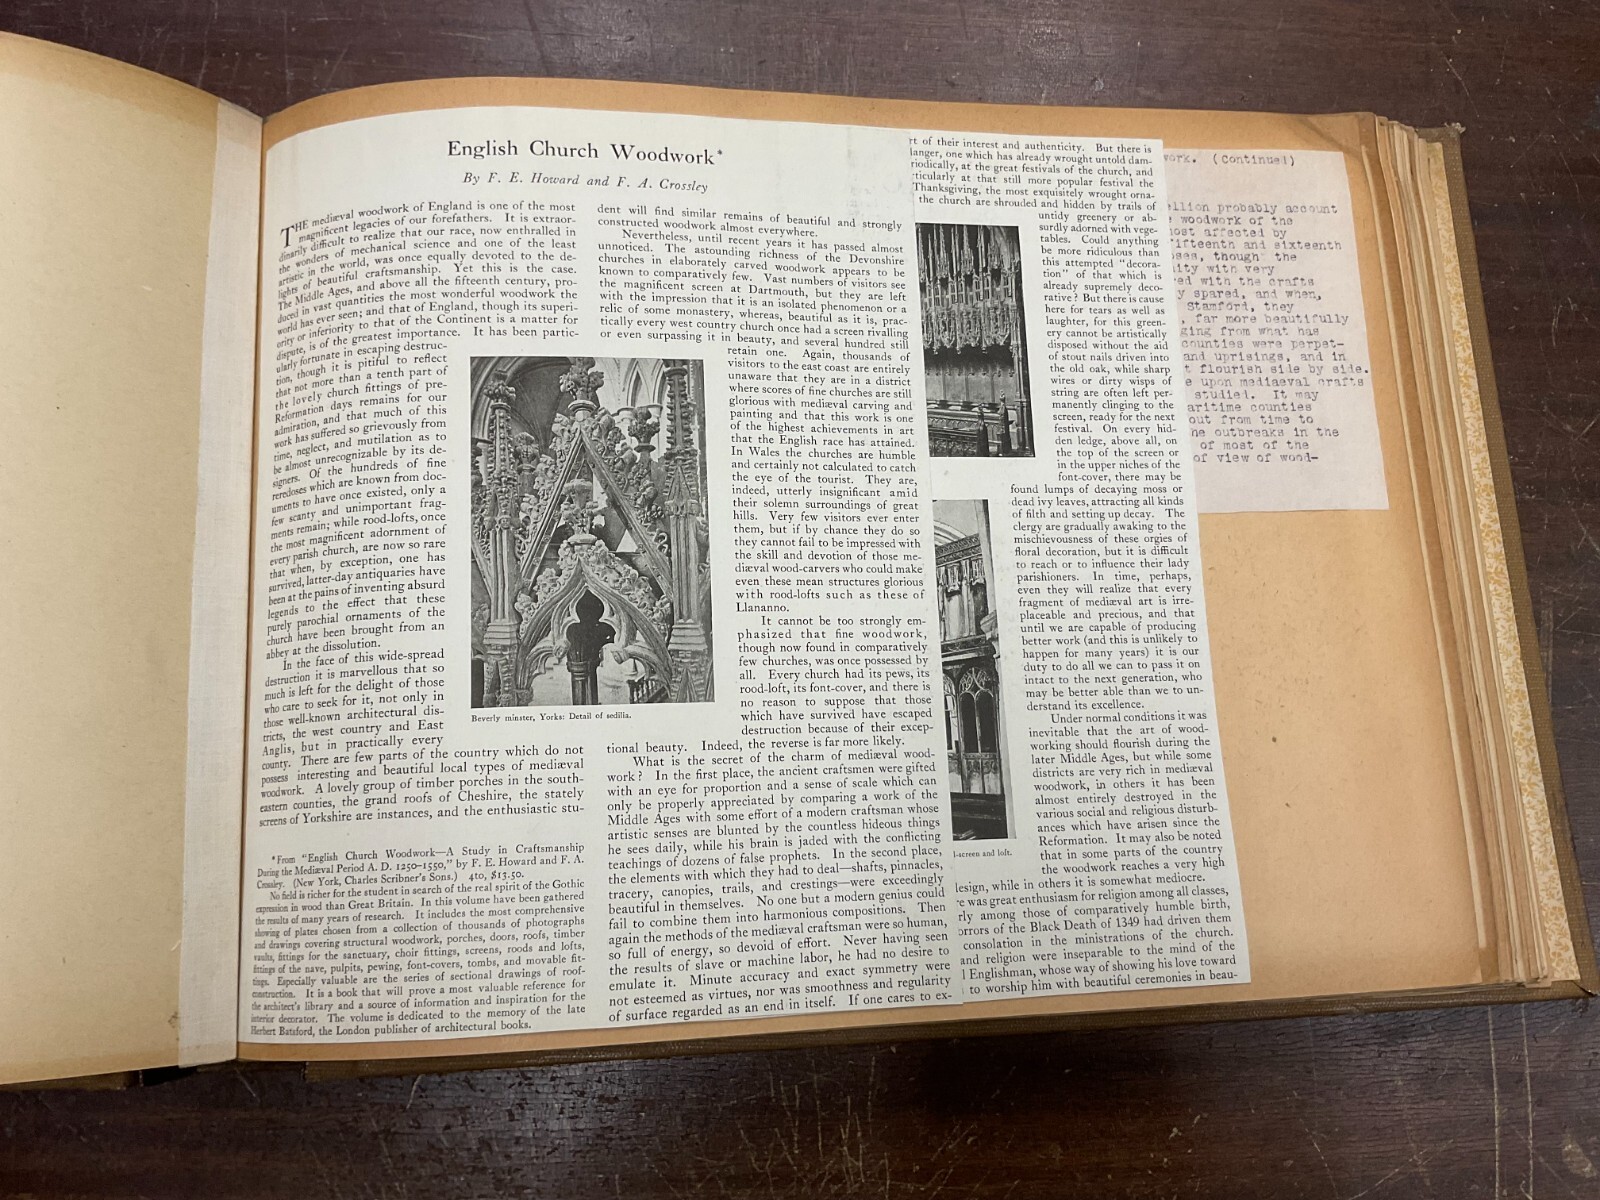 English Church Woodwork*
By F. E. Howard and F. A. Crossley
THE mediæval woodwork of England is one of the most
magnificent legacies of our forefathers. It is extraor-
dinarily difficult to realize that our race, now enthralled in
the wonders of mechanical science and one of the least
artistic in the world, was once equally devoted to the de-
lights of beautiful craftsmanship. Yet this is the case.
The Middle Ages, and above all the fifteenth century, pro-
duced in vast quantities the most wonderful woodwork the
world has ever seen; and that of England, though its superi-
ority or inferiority to that of the Continent is a matter for
dispute, is of the greatest importance. It has been partic-
ularly fortunate in escaping destruc-
tion, though it is pitiful to reflect
that not more than a tenth part of
the lovely church fittings of pre-
Reformation days remains for our
admiration, and that much of this
work has suffered so grievously from
time, neglect, and mutilation as to
be almost unrecognizable by its de-
signers. Of the hundreds of fine
reredoses which are known from doc-
uments to have once existed, only a
few scanty and unimportant frag-
ments remain; while rood-lofts, once
the most magnificent adornment of
every parish church, are now so rare
that when, by exception, one has
survived, latter-day antiquaries have
been at the pains of inventing absurd
legends to the effect that these
purely parochial ornaments of the
church have been brought from an
abbey at the dissolution.
In the face of this wide-spread
destruction it is marvellous that so
much is left for the delight of those
who care to seek for it, not only in
those well-known architectural dis-
tricts, the west country and East
Anglis, but in practically every
county. There are few parts of the country which do not
possess interesting and beautiful local types of mediæval
woodwork. A lovely group of timber porches in the south-
eastern counties, the grand roofs of Cheshire, the stately
screens of Yorkshire are instances, and the enthusiastic stu-
*From "English Church Woodwork—A Study in Craftsmanship
During the Mediæval Period A. D. 1250-1550," by F. E. Howard and F. A.
Crossley. (New York, Charles Scribner's Sons.) 4to, $13.50.
No field is richer for the student in search of the real spirit of the Gothic
expression in wood than Great Britain. In this volume have been gathered
the results of many years of research. It includes the most comprehensive
showing of plates chosen from a collection of thousands of photographs
and drawings covering structural woodwork, porches, doors, roofs, timber
vaults, fittings for the sanctuary, choir fittings, screens, roods and lofts,
fittings of the nave, pulpits, pewing, font-covers, tombs, and movable fit-
tings. Especially valuable are the series of sectional drawings of roof-
construction. It is a book that will prove a most valuable reference for
the architect's library and a source of information and inspiration for the
interior decorator. The volume is dedicated to the memory of the late
Herbert Batsford, the London publisher of architectural books.
Beverly minster, Yorks: Detail of sedilia.
dent will find similar remains of beautiful and strongly
constructed woodwork almost everywhere.
Nevertheless, until recent years it has passed almost
unnoticed. The astounding richness of the Devonshire
churches in elaborately carved woodwork appears to be
known to comparatively few. Vast numbers of visitors see
the magnificent screen at Dartmouth, but they are left
with the impression that it is an isolated phenomenon or a
relic of some monastery, whereas, beautiful as it is, prac-
tically every west country church once had a screen rivalling
or even surpassing it in beauty, and several hundred still
retain one. Again, thousands of
visitors to the east coast are entirely
unaware that they are in a district
where scores of fine churches are still
glorious with mediæval carving and
painting and that this work is one
of the highest achievements in art
that the English race has attained.
In Wales the churches are humble
and certainly not calculated to catch
the eye of the tourist. They are,
indeed, utterly insignificant amid
their solemn surroundings of great
hills. Very few visitors ever enter
them, but if by chance they do so
they cannot fail to be impressed with
the skill and devotion of those me-
diæval wood-carvers who could make
even these mean structures glorious
with rood-lofts such as these of
Llananno.
It cannot be too strongly em-
phasized that fine woodwork,
though now found in comparatively
few churches, was once possessed by
all. Every church had its pews, its
rood-loft, its font-cover, and there is
no reason to suppose that those
which have survived have escaped
destruction because of their excep-
tional beauty. Indeed, the reverse is far more likely.
What is the secret of the charm of mediæval wood-
work? In the first place, the ancient craftsmen were gifted
with an eye for proportion and a sense of scale which can
only be properly appreciated by comparing a work of the
Middle Ages with some effort of a modern craftsman whose
artistic senses are blunted by the countless hideous things
he sees daily, while his brain is jaded with the conflicting
teachings of dozens of false prophets. In the second place,
the elements with which they had to deal—shafts, pinnacles,
tracery, canopies, trails, and crestings—were exceedingly
beautiful in themselves. No one but a modern genius could
fail to combine them into harmonious compositions. Then
again the methods of the mediæval craftsmen were so human,
so full of energy, so devoid of effort. Never having seen
the results of slave or machine labor, he had no desire to
emulate it. Minute accuracy and exact symmetry were
not esteemed as virtues, nor was smoothness and regularity
of surface regarded as an end in itself. If one cares to ex-
rt of their interest and authenticity. But there is
langer, one which has already wrought untold dam-
riodically, at the great festivals of the church, and
rticularly at that still more popular festival the
Thanksgiving, the most exquisitely wrought orna-
the church are shrouded and hidden by trails of
untidy greenery or ab-
surdly adorned with vege-
tables. Could anything
be more ridiculous than
this attempted "decora-
tion" of that which is
already supremely deco-
rative? But there is cause
here for tears as well as
laughter, for this green-
ery cannot be artistically
disposed without the aid
of stout nails driven into
the old oak, while sharp
wires or dirty wisps of
string are often left per-
manently clinging to the
screen, ready for the next
festival. On every hid-
den ledge, above all, on
the top of the screen or
in the upper niches of the
font-cover, there may be
found lumps of decaying moss or
dead ivy leaves, attracting all kinds
of filth and setting up decay. The
clergy are gradually awaking to the
mischievousness of these orgies of
floral decoration, but it is difficult
to reach or to influence their lady
parishioners. In time, perhaps,
even they will realize that every
fragment of mediæval art is irre-
placeable and precious, and that
until we are capable of producing
better work (and this is unlikely to
happen for many years) it is our
duty to do all we can to pass it on
intact to the next generation, who
may be better able than we to un-
derstand its excellence.
Under normal conditions it was
inevitable that the art of wood-
working should flourish during the
later Middle Ages, but while some
districts are very rich in mediæval
woodwork, in others it has been
almost entirely destroyed in the
various social and religious disturb-
ances which have arisen since the
Reformation. It may also be noted
that in some parts of the country
the woodwork reaches a very high
l-screen and loft.
lesign, while in others it is somewhat mediocre.
e was great enthusiasm for religion among all classes,
rly among those of comparatively humble birth,
orrors of the Black Death of 1349 had driven them
consolation in the ministrations of the church.
and religion were inseparable to the mind of the
l Englishman, whose way of showing his love toward
to worship him with beautiful ceremonies in beau-
work. (Continued)
llion probably account
woodwork of the
ost affected by
ifteenth and sixteenth
ses, though the
lity with very
ed with the crafts
y spared, and when,
Stamford, they
, far more beautifully
ging from what has
counties were perpet-
and uprisings, and in
t flourish side by side.
e upon mediaeval crafts
studied. It may
aritime counties
out from time to
he outbreaks in the
of most of the
of view of wood-